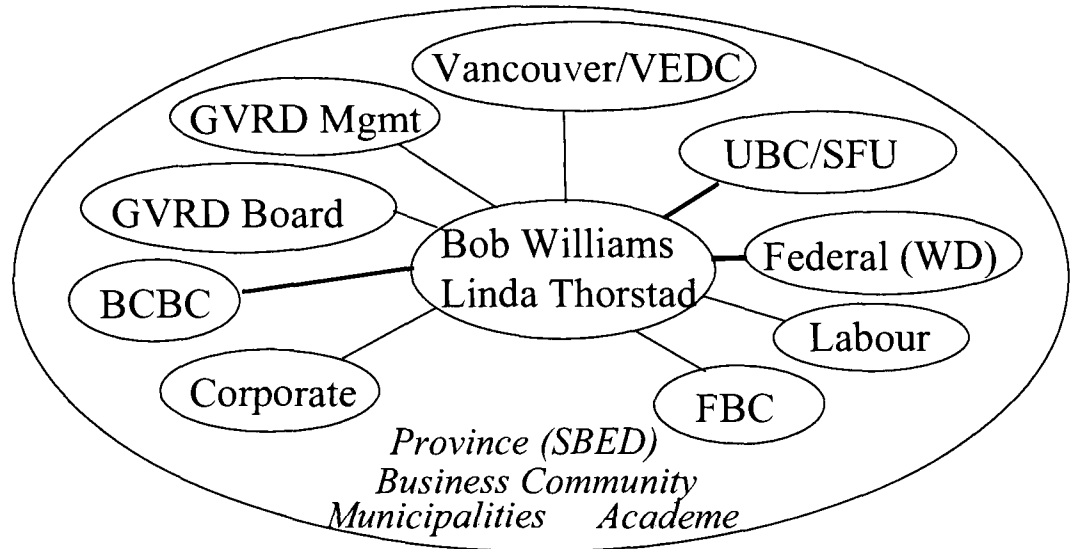 Vancouver/VEDC
GVRD Mgmt
UBC/SFU
GVRD Board
Bob Williams
Linda Thorstad
Federal (WD)
BCBC
Labour
Corporate
FBC
Province (SBED)
Business Community
Municipalities Academe